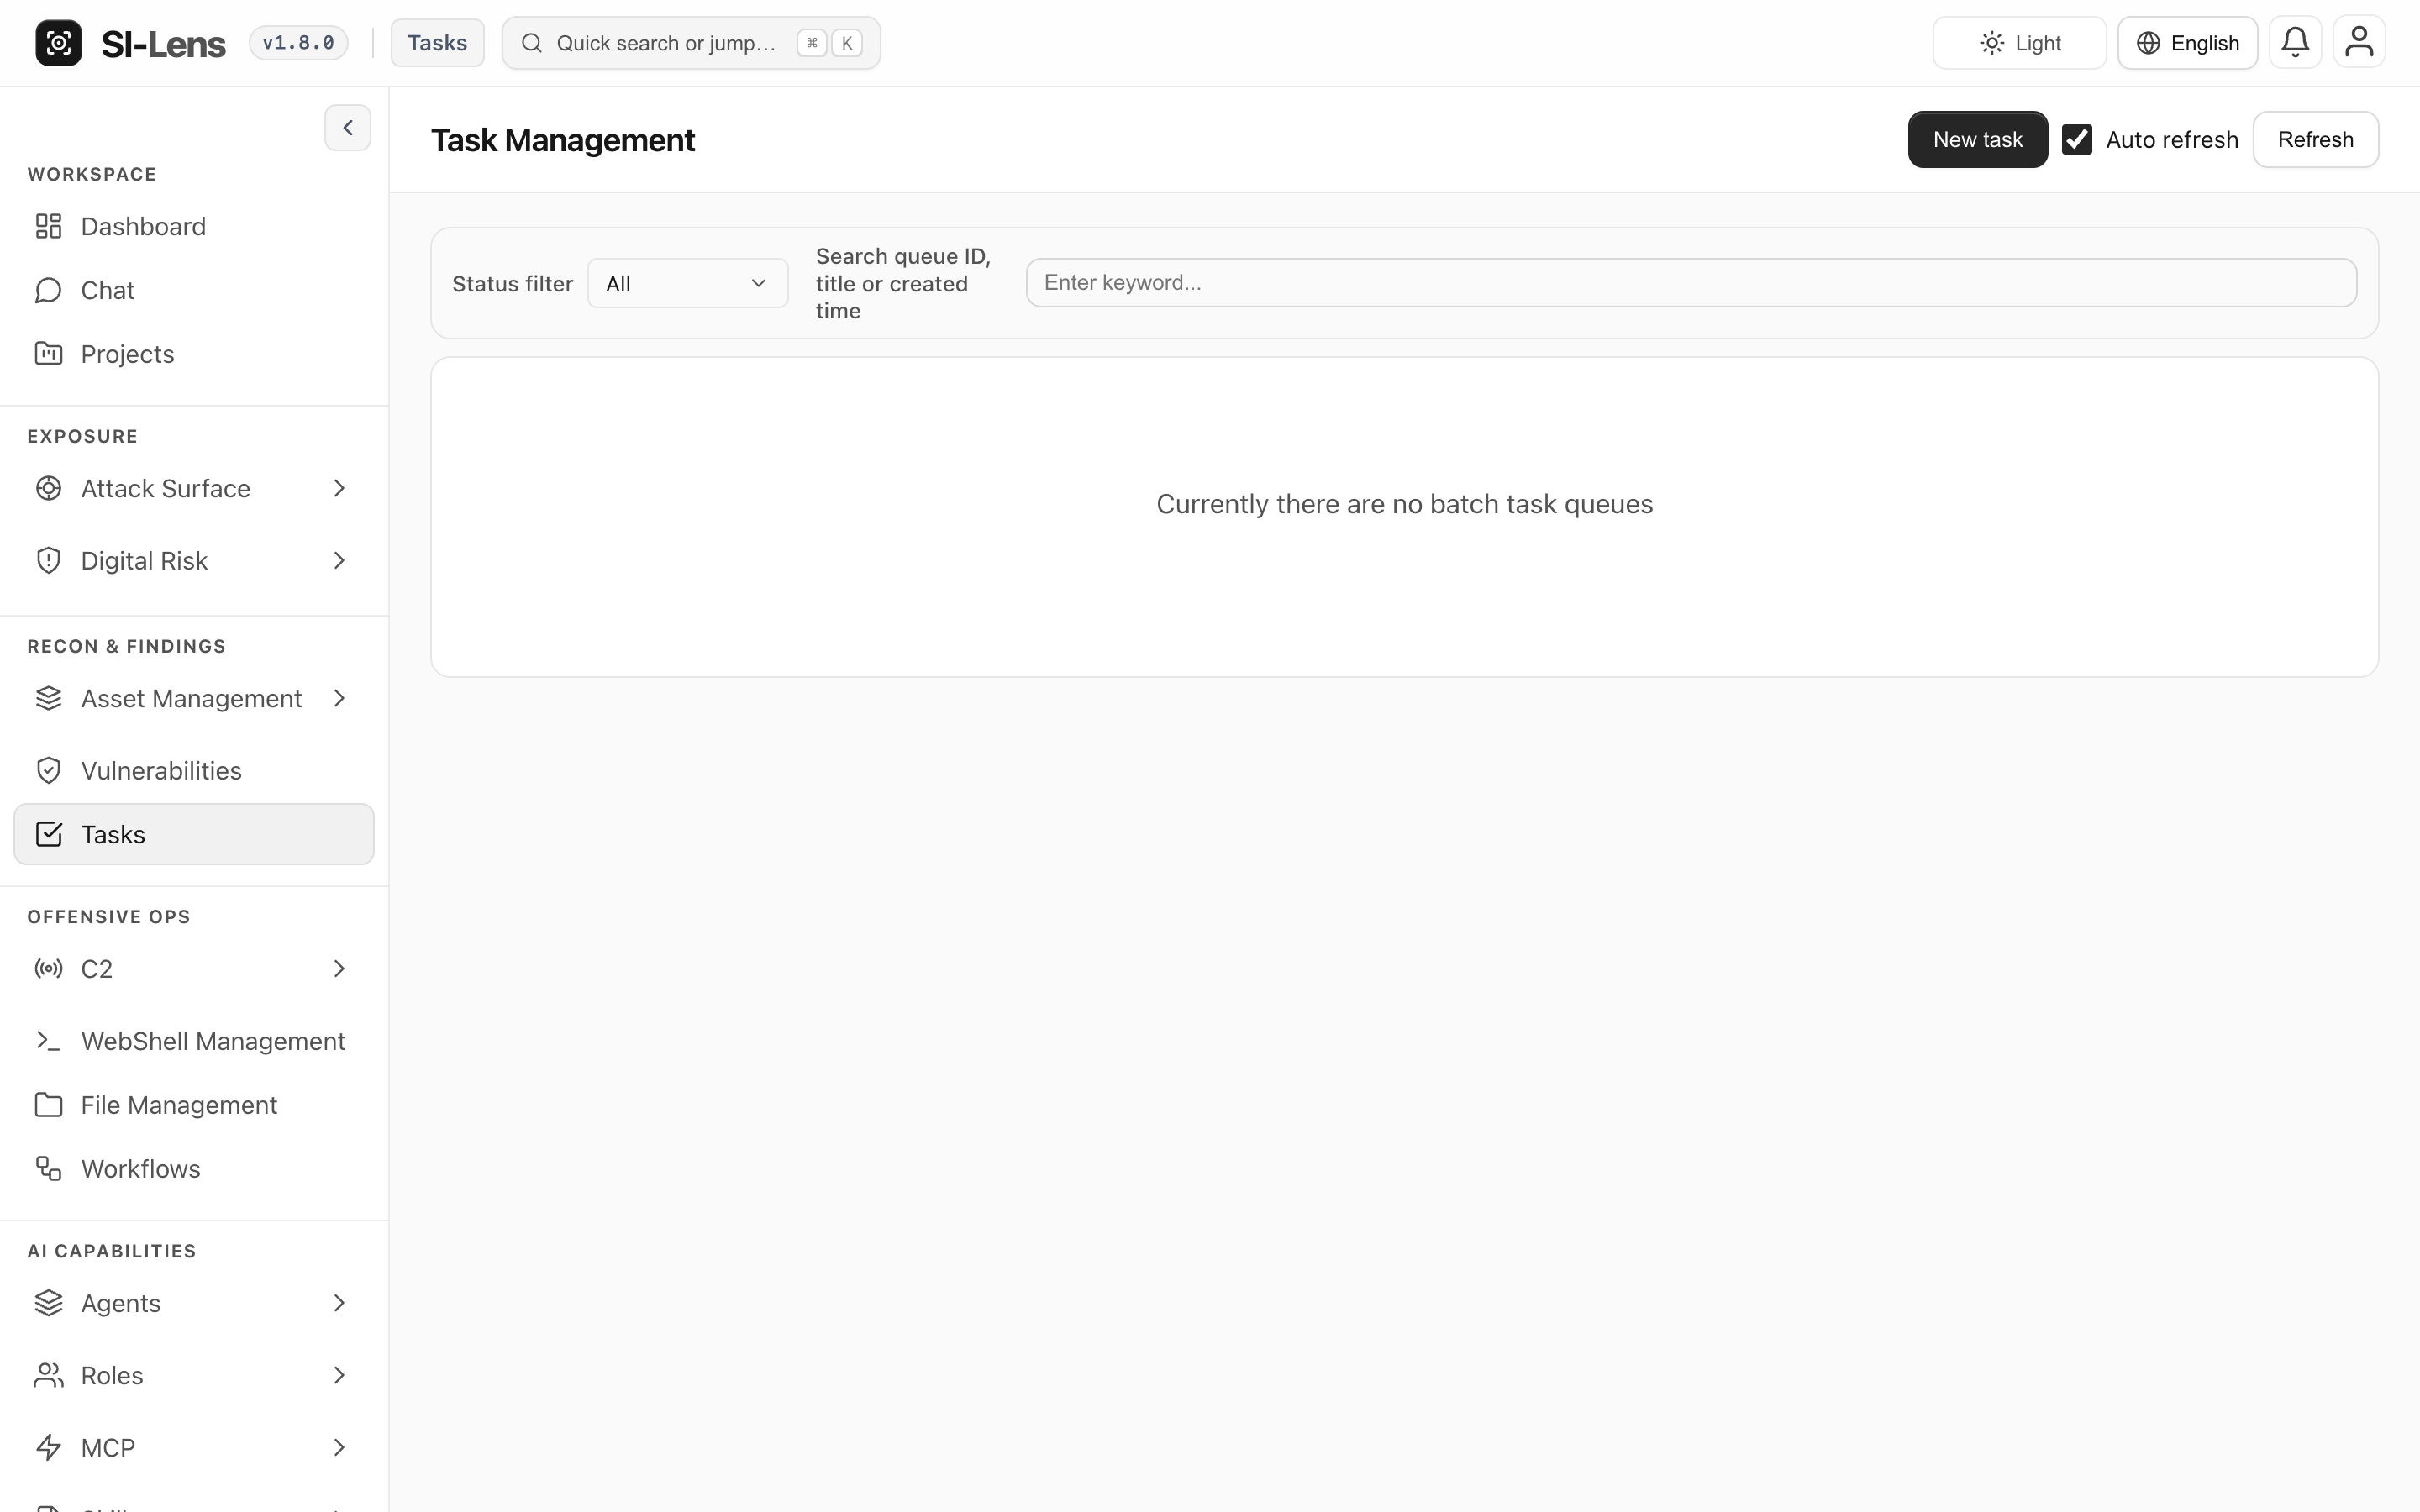 SI-Lens
v1.8.0
Tasks
Quick search or jump...
⌘ K
Light
English
WORKSPACE
Dashboard
Chat
Projects
EXPOSURE
Attack Surface
Digital Risk
RECON & FINDINGS
Asset Management
Vulnerabilities
Tasks
OFFENSIVE OPS
C2
WebShell Management
File Management
Workflows
AI CAPABILITIES
Agents
Roles
MCP
Task Management
New task
Auto refresh
Refresh
Status filter
All
Search queue ID,
title or created
time
Enter keyword...
Currently there are no batch task queues